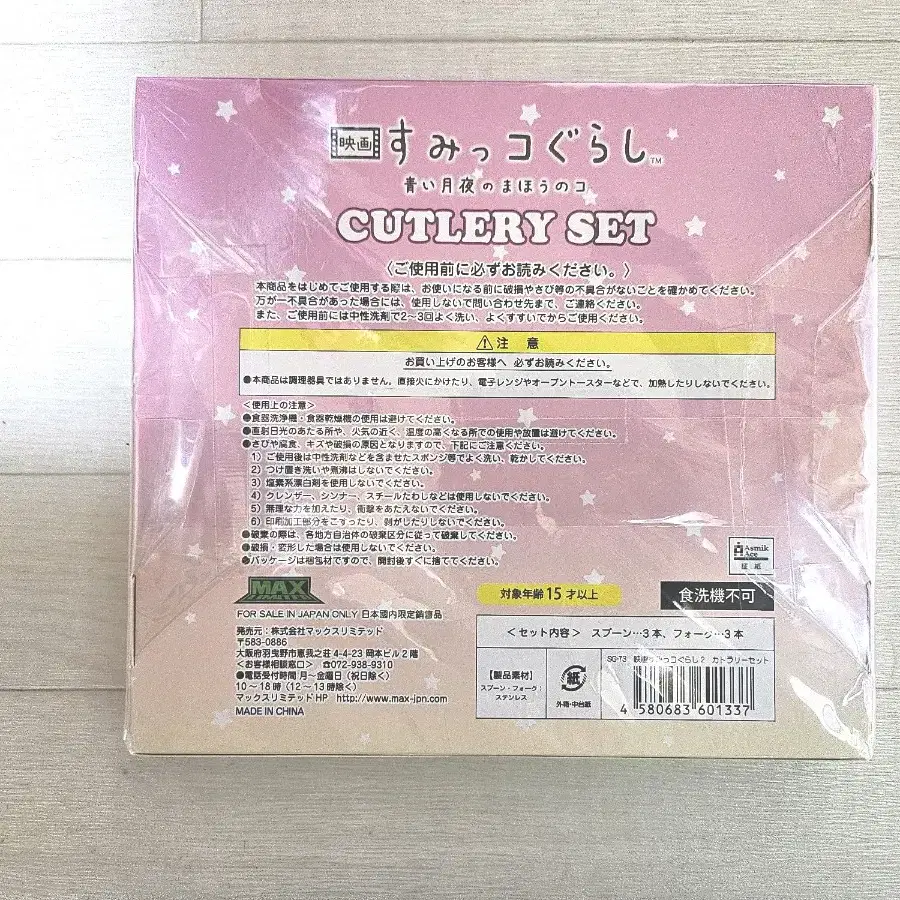 映画 すみっコぐらし™
青い月夜のまほうのコ
CUTLERY SET
〈ご使用前に必ずお読みください。〉
本商品をはじめてご使用する際は、お使いになる前に破損やさび等の不具合がないことを確かめてください。
万が一不具合があった場合には、使用しないで問い合わせ先まで、ご連絡ください。
また、ご使用前には中性洗剤で2〜3回よく洗い、よくすすいでからご使用ください。
⚠注 意
お買い上げのお客様へ 必ずお読みください。
●本商品は調理器具ではありません。直接火にかけたり、電子レンジやオーブントースターなどで、加熱したりしないでください。
<使用上の注意>
●食器洗浄機・食器乾燥機の使用は避けてください。
●直射日光のあたる所や、火気の近く、温度の高くなる所での使用や放置は避けてください。
●さびや腐食、キズや破損の原因となりますので、下記にご注意ください。
1）ご使用後は中性洗剤などを含ませたスポンジ等でよく洗い、乾かしてください。
2）つけ置き洗いや煮沸はしないでください。
3）塩素系漂白剤を使用しないでください。
4）クレンザー、シンナー、スチールたわしなどは使用しないでください。
5）無理な力を加えたり、衝撃をあたえないでください。
6）印刷加工部分をこすったり、剥がしたりしないでください。
●破棄の際は、各地方自治体の破棄区分に従って破棄してください。
●破損・変形した場合は使用しないでください。
●パッケージは梱包材ですので、開封後すぐに捨ててください。
Asmik
Ace
証 紙
MAX
対象年齢15才以上
食洗機不可
FOR SALE IN JAPAN ONLY 日本国内限定販売品
発売元：株式会社マックスリミテッド
〒583-0886
大阪府羽曳野市恵我之荘4-4-23 岡本ビル2階
<お客様相談窓口> ☎072-938-9310
●電話受付時間 月〜金曜日（祝日除く）
10〜18時（12〜13時除く）
マックスリミテッドHP http://www.max-jpn.com
MADE IN CHINA
<セット内容> スプーン…3本、フォーク…3本
【製品素材】
スプーン・フォーク：
ステンレス
紙
外箱・中台紙
SG-73 映画すみっコぐらし2 カトラリーセット
4 580683 601337